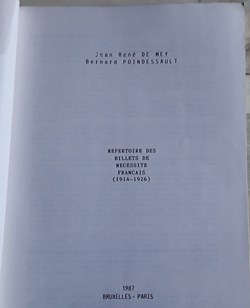 Jean René DE MEY
Bernard POINDESSAULT
REPERTOIRE DES
BILLETS DE
NECESSITE
FRANCAIS
(1914-1926)
1987
BRUXELLES - PARIS